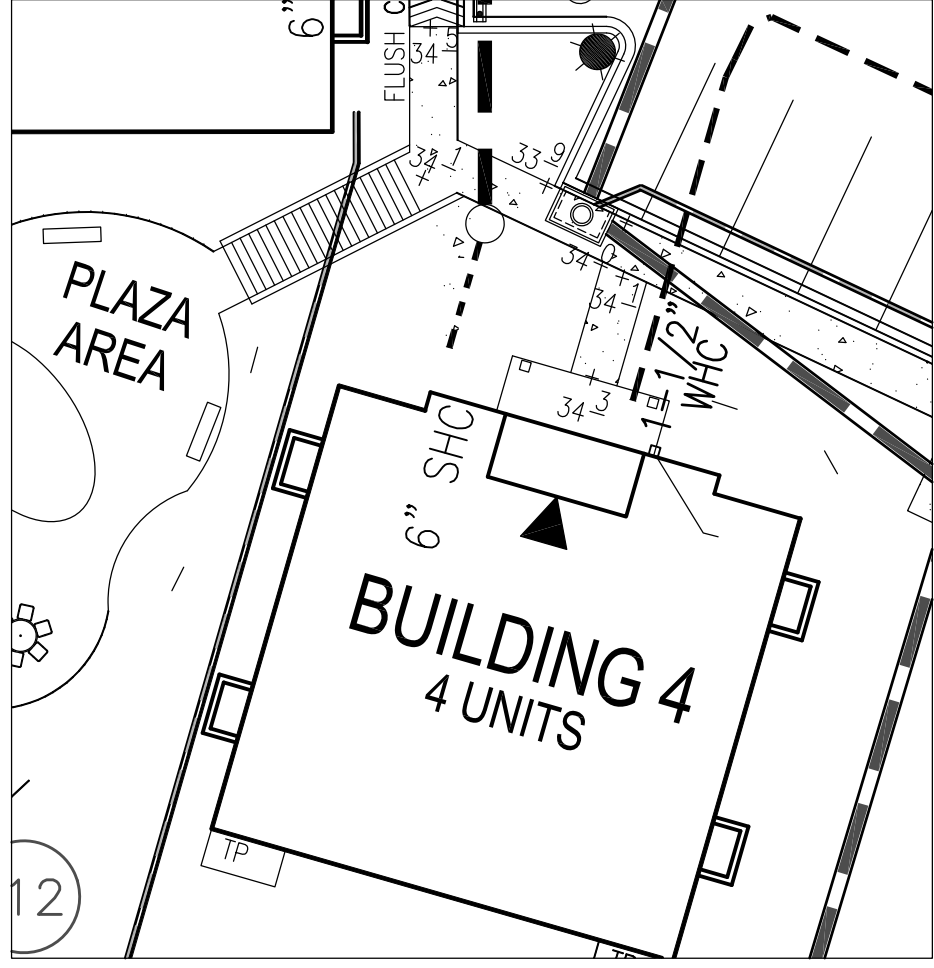 6”
FLUSH C
34 5
34 1
33 9
34 0
34 1
34 3
PLAZA
AREA
1-1/2”
WHC
6” SHC
BUILDING 4
4 UNITS
TP
12
TP